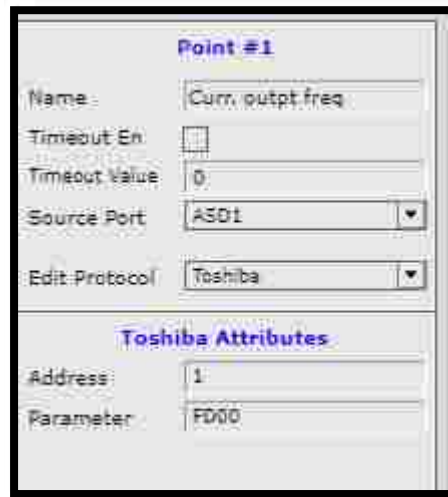 Point #1
Name Curr. outpt freq
Timeout En
Timeout Value 0
Source Port ASD1
Edit Protocol Toshiba
Toshiba Attributes
Address 1
Parameter FD00